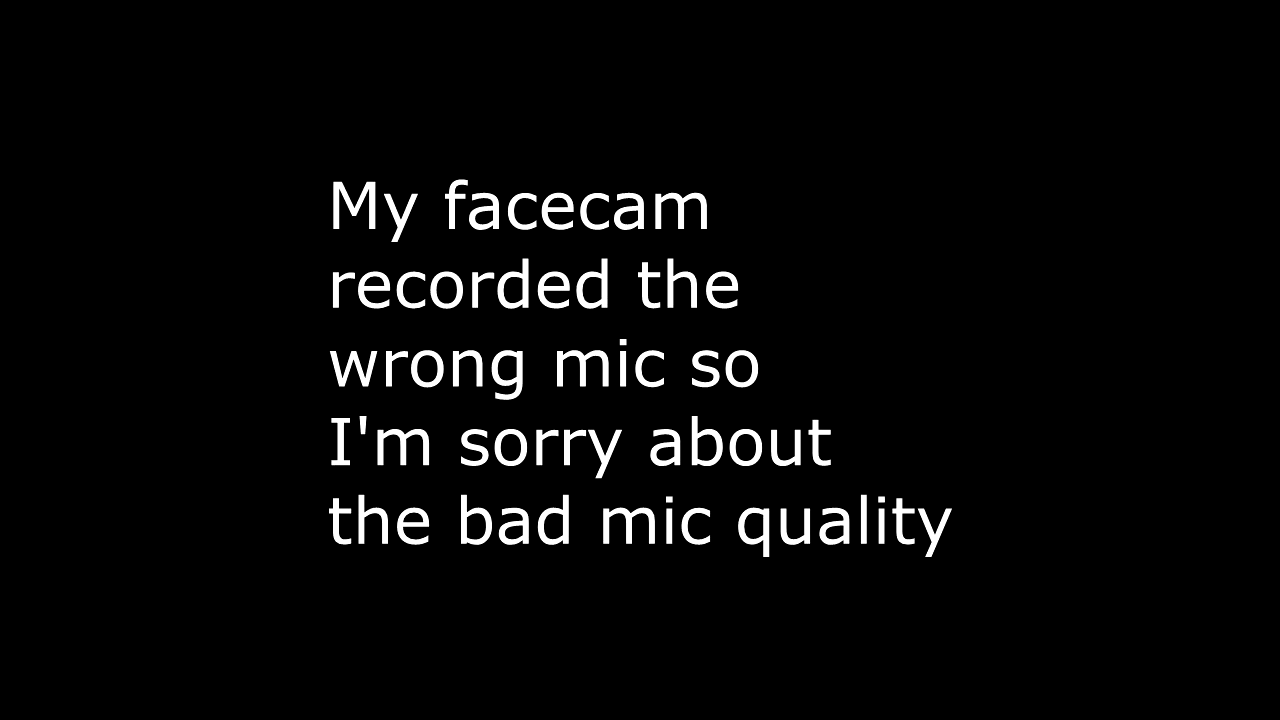 My facecam
recorded the
wrong mic so
I'm sorry about
the bad mic quality